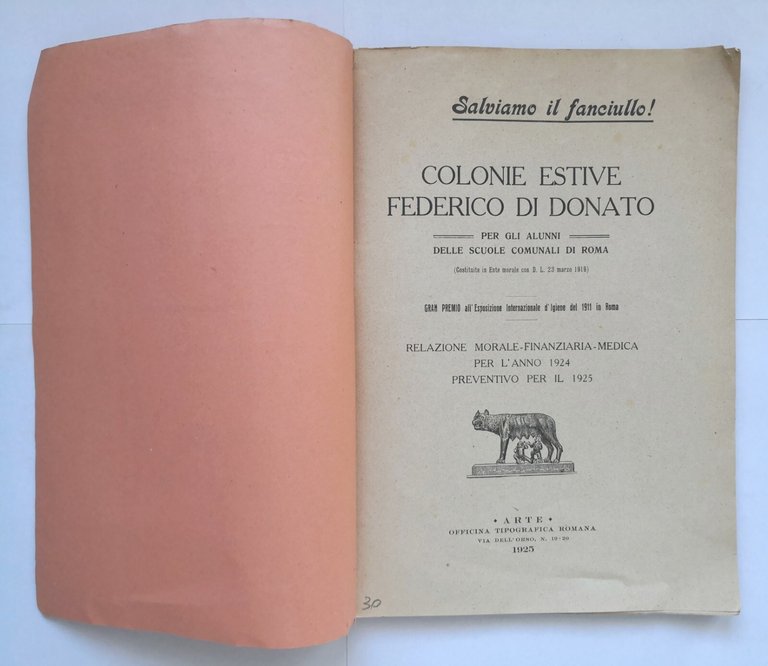 Salviamo il fanciullo!
COLONIE ESTIVE
FEDERICO DI DONATO
PER GLI ALUNNI
DELLE SCUOLE COMUNALI DI ROMA
(Costituite in Ente morale con D. L. 23 marzo 1919)
GRAN PREMIO all'Esposizione Internazionale d'Igiene del 1911 in Roma
RELAZIONE MORALE-FINANZIARIA-MEDICA
PER L'ANNO 1924
PREVENTIVO PER IL 1925
• ARTE •
OFFICINA TIPOGRAFICA ROMANA
VIA DELL'ORSO, N. 19-20
1925
30